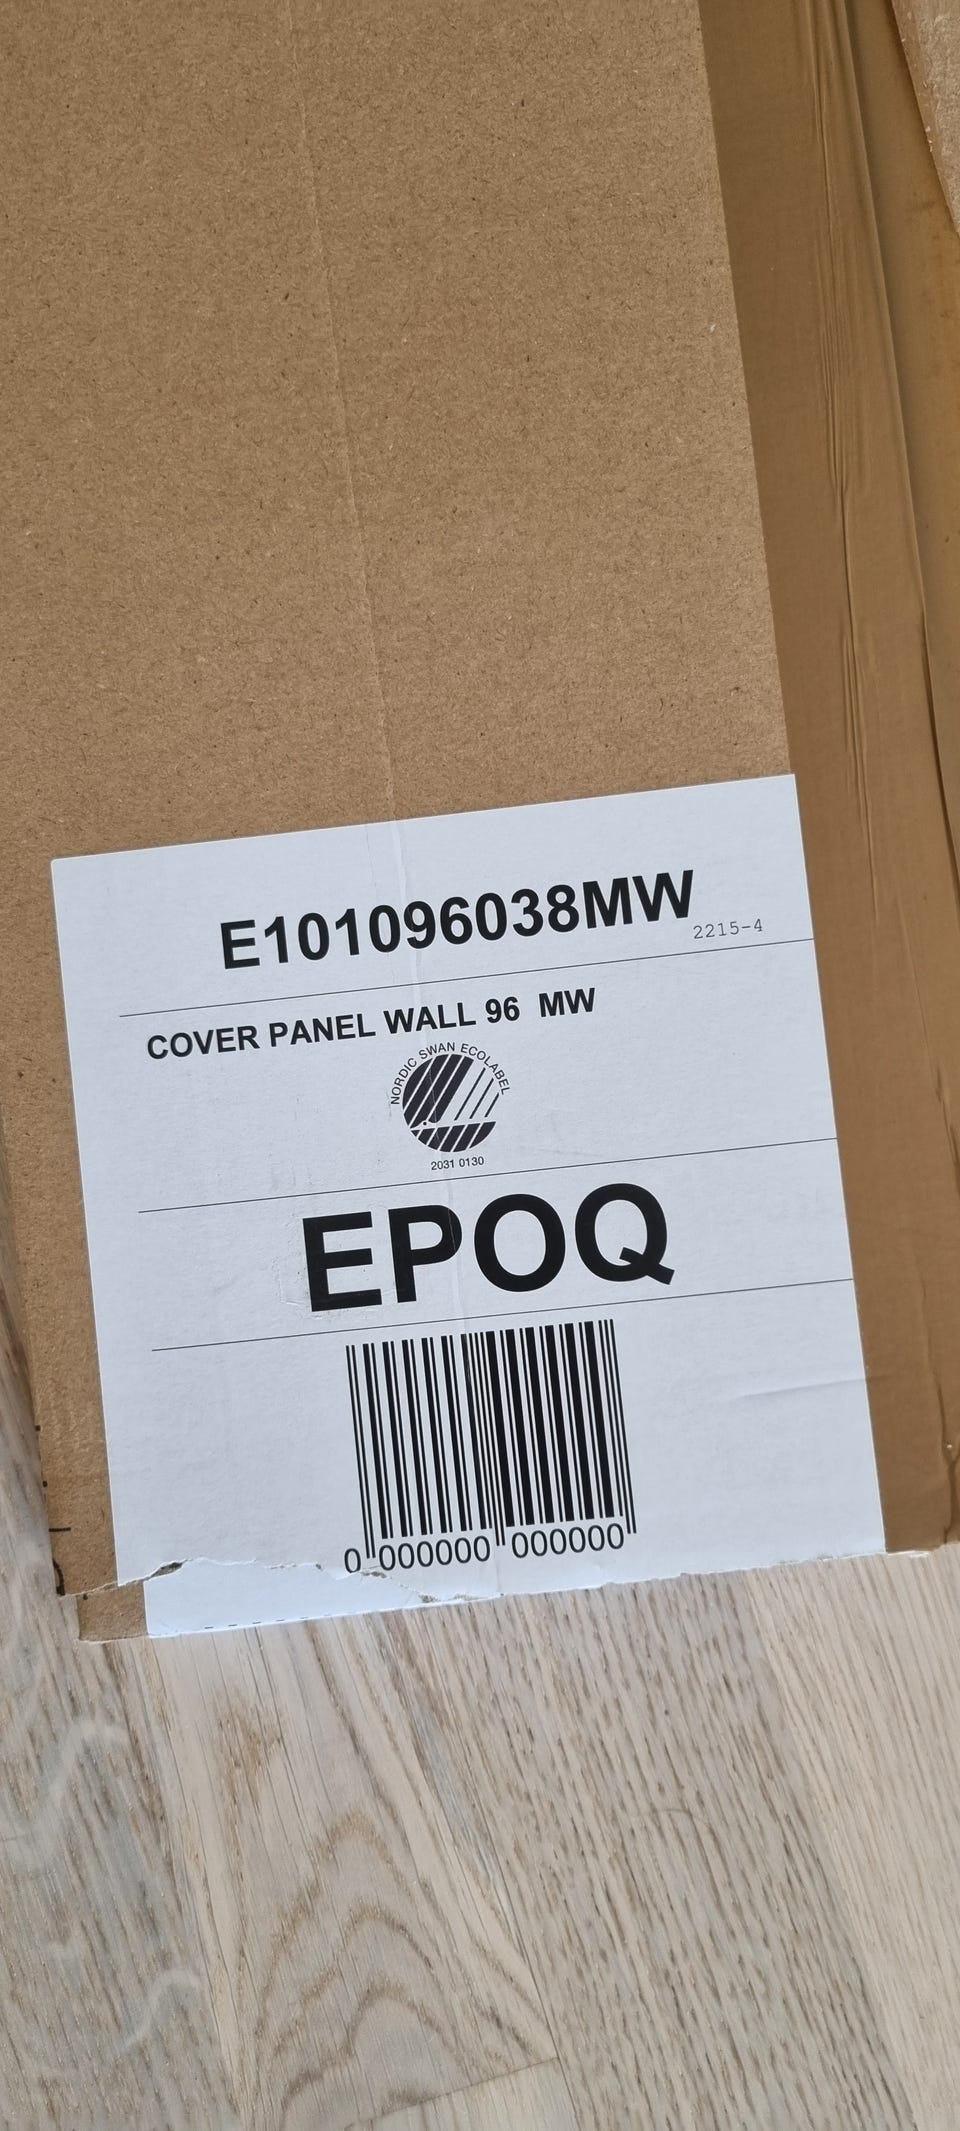 E101096038MW
2215-4
COVER PANEL WALL 96 MW
NORDIC SWAN ECOLABEL
2031 0130
EPOQ
0 000000 000000